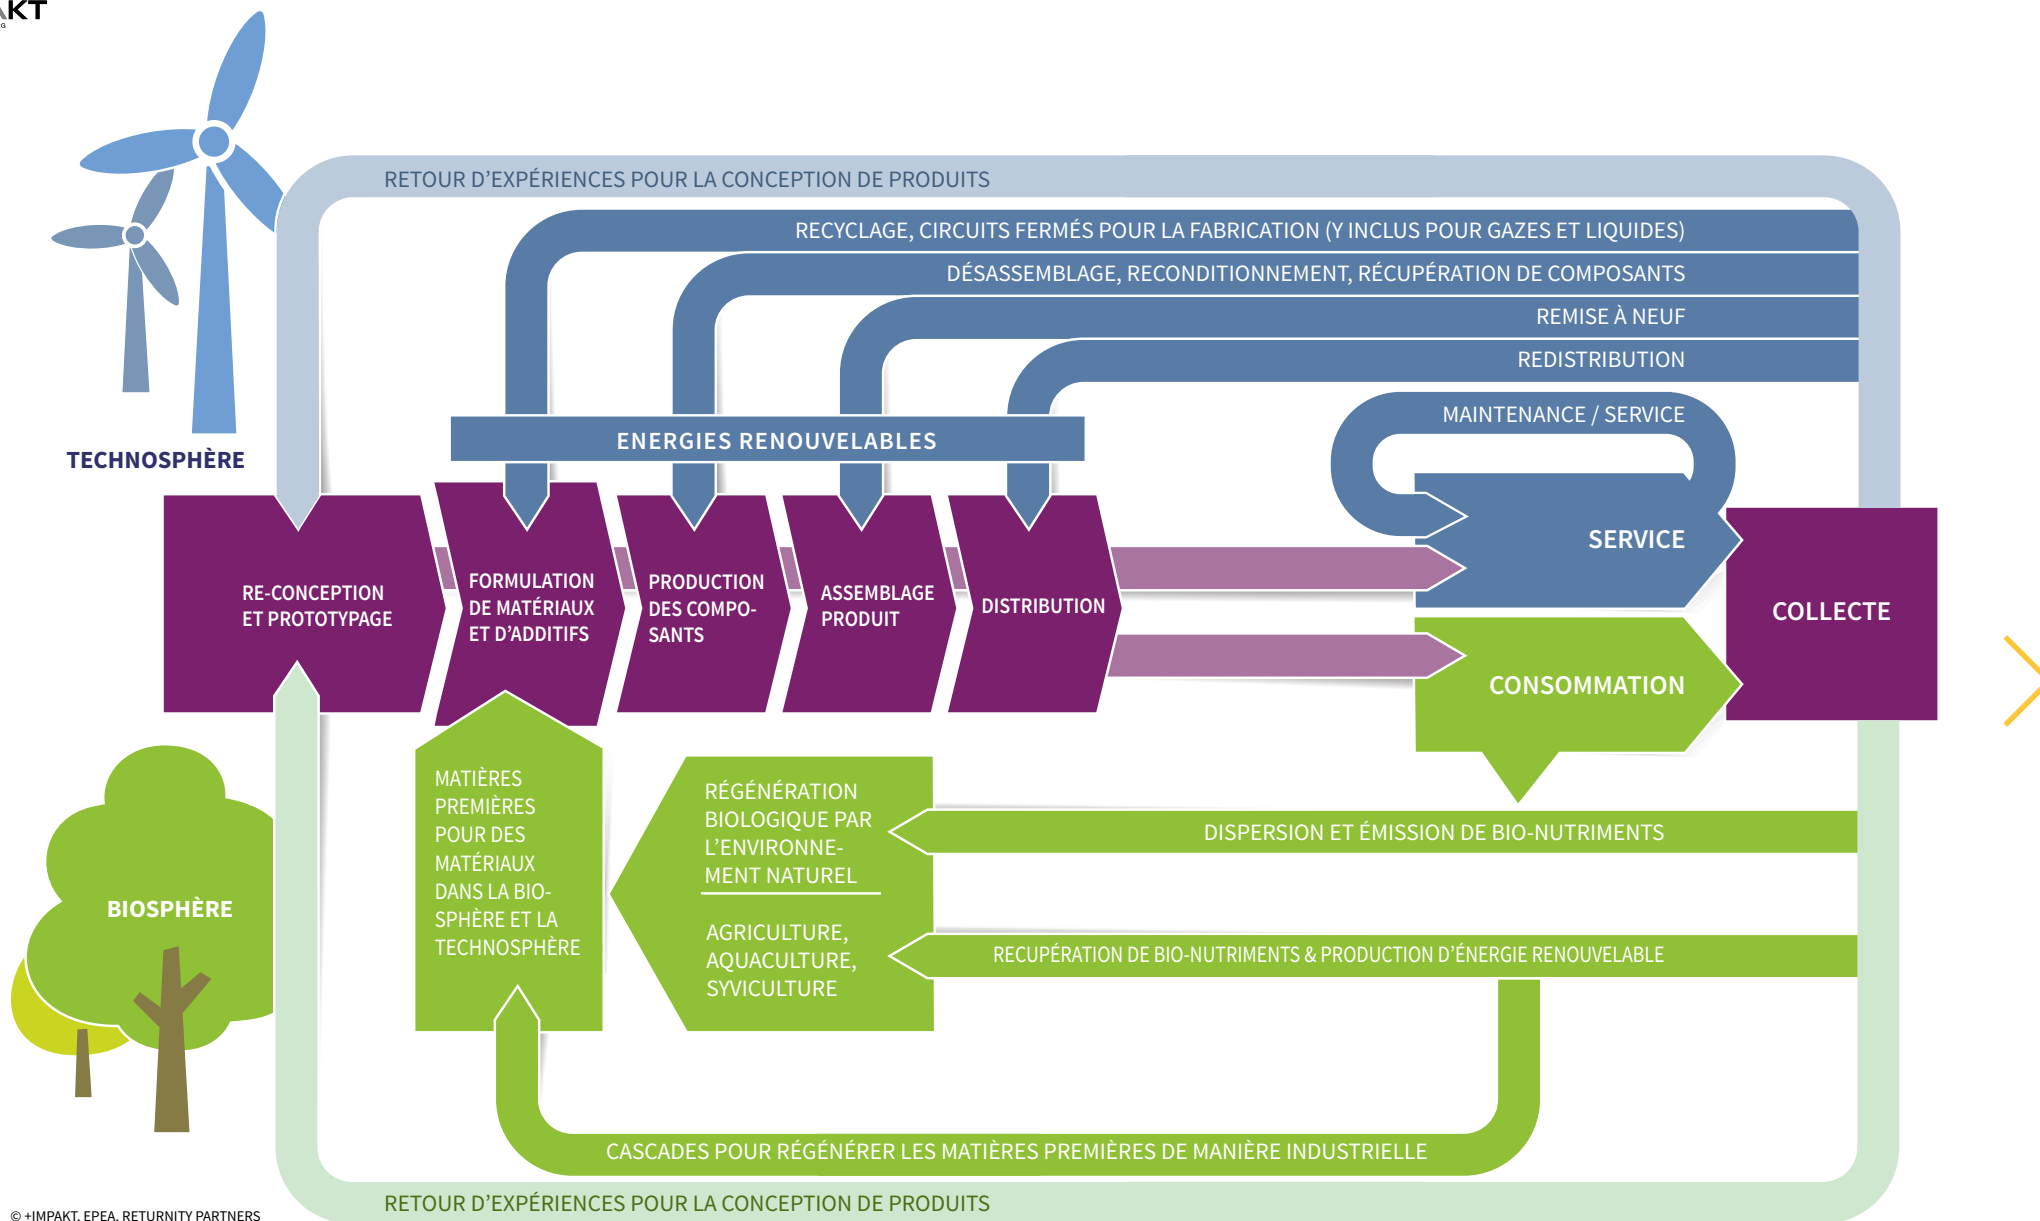 KT
RETOUR D’EXPÉRIENCES POUR LA CONCEPTION DE PRODUITS
RECYCLAGE, CIRCUITS FERMÉS POUR LA FABRICATION (Y INCLUS POUR GAZES ET LIQUIDES)
DÉSASSEMBLAGE, RECONDITIONNEMENT, RÉCUPÉRATION DE COMPOSANTS
REMISE À NEUF
REDISTRIBUTION
MAINTENANCE / SERVICE
ENERGIES RENOUVELABLES
TECHNOSPHÈRE
RE-CONCEPTION
ET PROTOTYPAGE
FORMULATION
DE MATÉRIAUX
ET D’ADDITIFS
PRODUCTION
DES COMPO-
SANTS
ASSEMBLAGE
PRODUIT
DISTRIBUTION
SERVICE
CONSOMMATION
COLLECTE
MATIÈRES
PREMIÈRES
POUR DES
MATÉRIAUX
DANS LA BIO-
SPHÈRE ET LA
TECHNOSPHÈRE
RÉGÉNÉRATION
BIOLOGIQUE PAR
L’ENVIRONNE-
MENT NATUREL
AGRICULTURE,
AQUACULTURE,
SYVICULTURE
DISPERSION ET ÉMISSION DE BIO-NUTRIMENTS
RECUPÉRATION DE BIO-NUTRIMENTS & PRODUCTION D’ÉNERGIE RENOUVELABLE
BIOSPHÈRE
CASCADES POUR RÉGÉNÉRER LES MATIÈRES PREMIÈRES DE MANIÈRE INDUSTRIELLE
RETOUR D’EXPÉRIENCES POUR LA CONCEPTION DE PRODUITS
© +IMPAKT, EPEA, RETURNITY PARTNERS